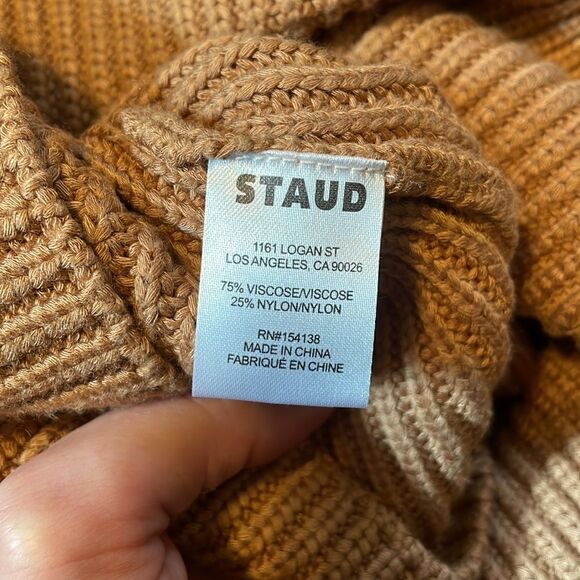 STAUD
1161 LOGAN ST
LOS ANGELES, CA 90026
75% VISCOSE/VISCOSE
25% NYLON/NYLON
RN#154138
MADE IN CHINA
FABRIQUÉ EN CHINE